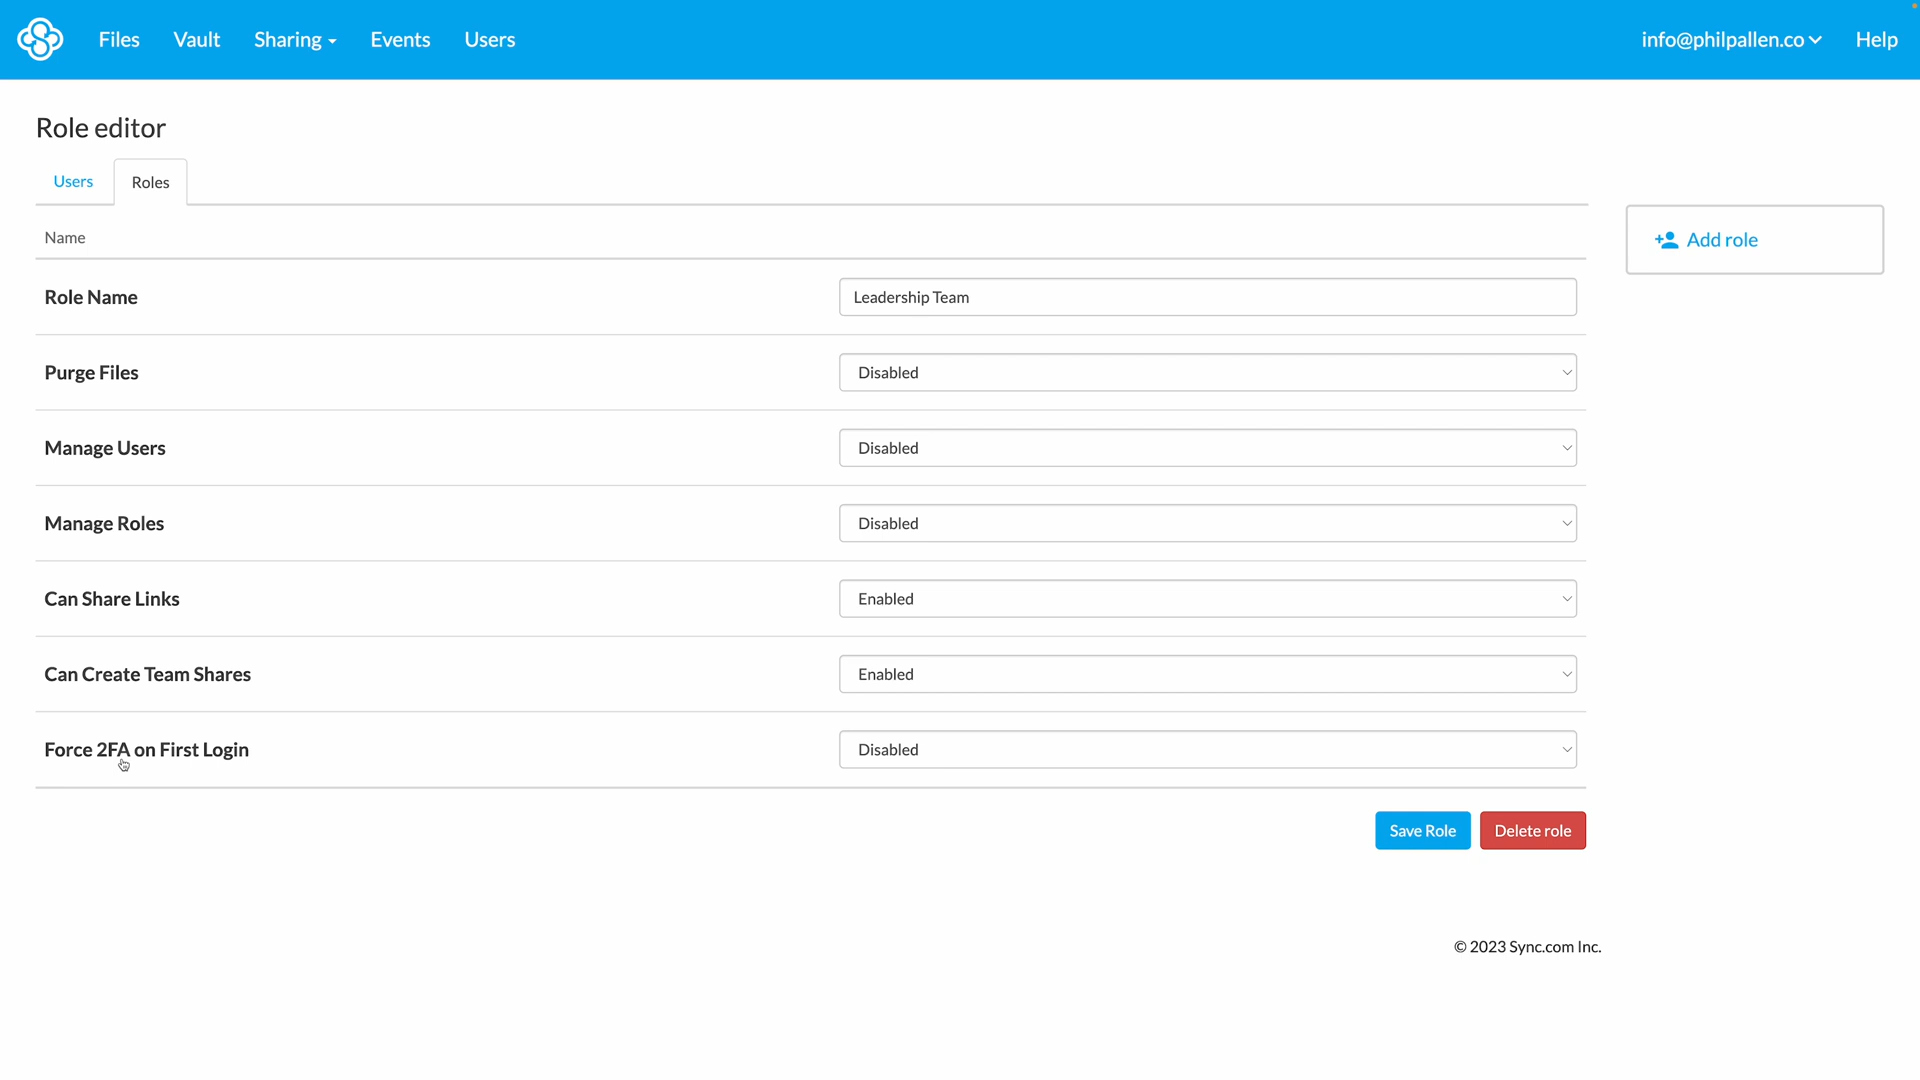 Files Vault Sharing Events Users info@philpallen.co Help
Role editor
Users Roles
Name
Add role
Role Name Leadership Team
Purge Files Disabled
Manage Users Disabled
Manage Roles Disabled
Can Share Links Enabled
Can Create Team Shares Enabled
Force 2FA on First Login Disabled
Save Role Delete role
© 2023 Sync.com Inc.